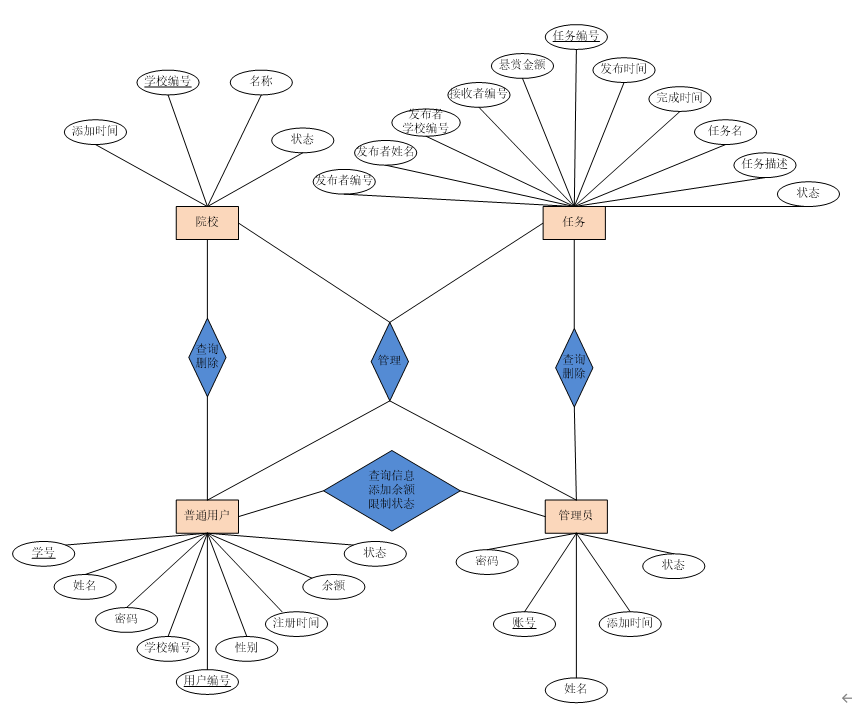 任务编号
悬赏金额
发布时间
学校编号
名称
接收者编号
完成时间
发布者
学校编号
添加时间
状态
任务名
发布者姓名
任务描述
发布者编号
状态
院校
任务
查询
删除
管理
查询
删除
查询信息
添加余额
限制状态
普通用户
管理员
学号
状态
密码
状态
姓名
余额
密码
注册时间
账号
添加时间
学校编号
性别
用户编号
姓名